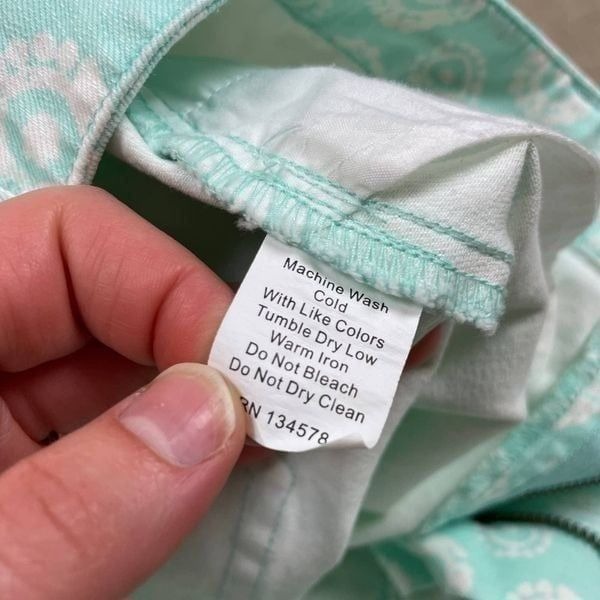 Machine Wash
Cold
With Like Colors
Tumble Dry Low
Warm Iron
Do Not Bleach
Do Not Dry Clean
RN 134578